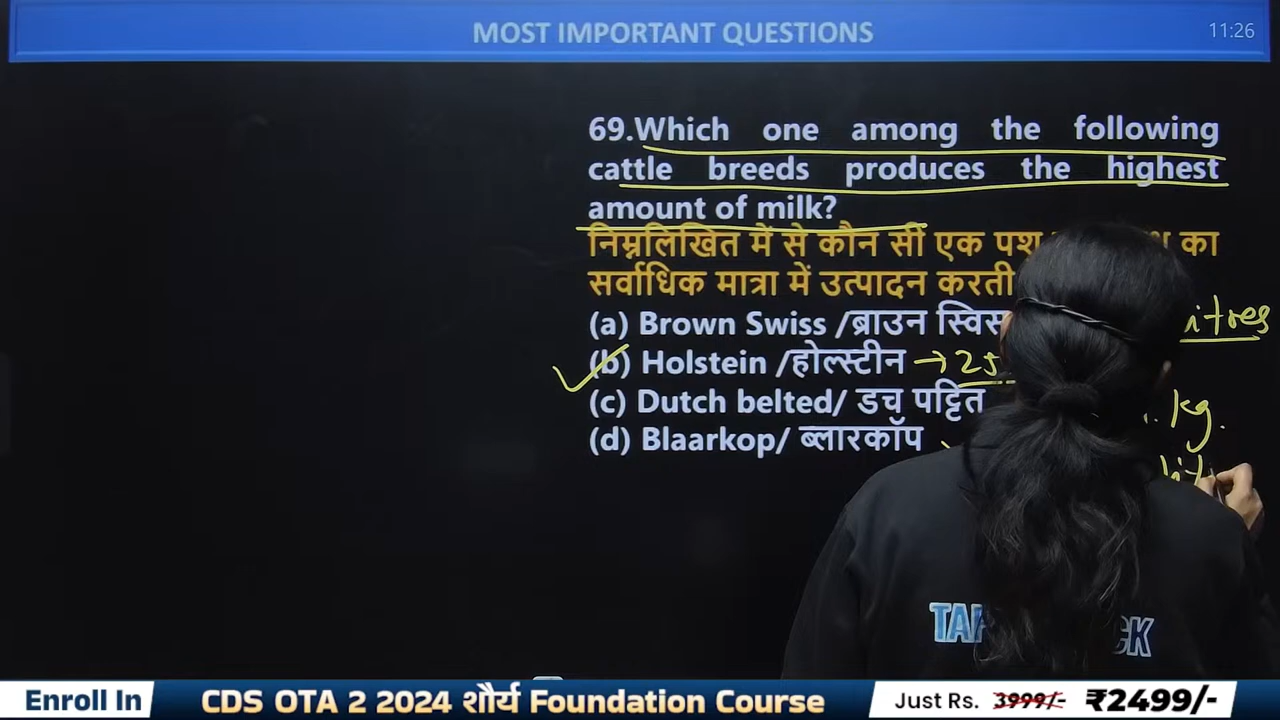 MOST IMPORTANT QUESTIONS
11:26
69.Which one among the following
cattle breeds produces the highest
amount of milk?
निम्नलिखित में से कौन सी एक का
सर्वाधिक मात्रा में उत्पादन करती
(a) Brown Swiss /ब्राउन
(b) Holstein /होल्स्टीन → 25
(c) Dutch belted/ डच पट्टित
kg.
(d) Blaarkop/ ब्लारकॉप
Enroll In
CDS OTA 2 2024 शौर्य Foundation Course
Just Rs. 3999/- ₹2499/-